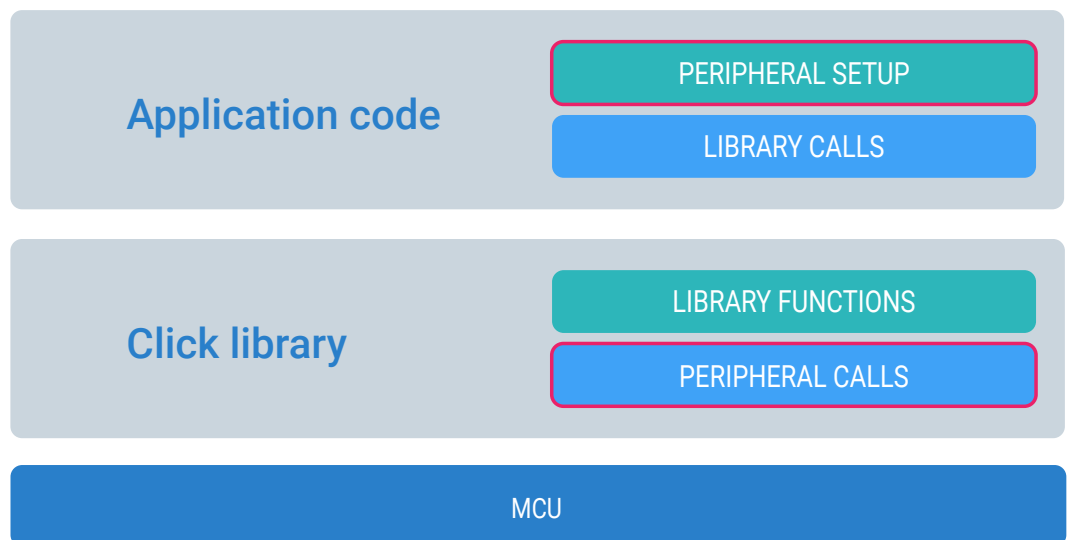 Application code
PERIPHERAL SETUP
LIBRARY CALLS
Click library
LIBRARY FUNCTIONS
PERIPHERAL CALLS
MCU